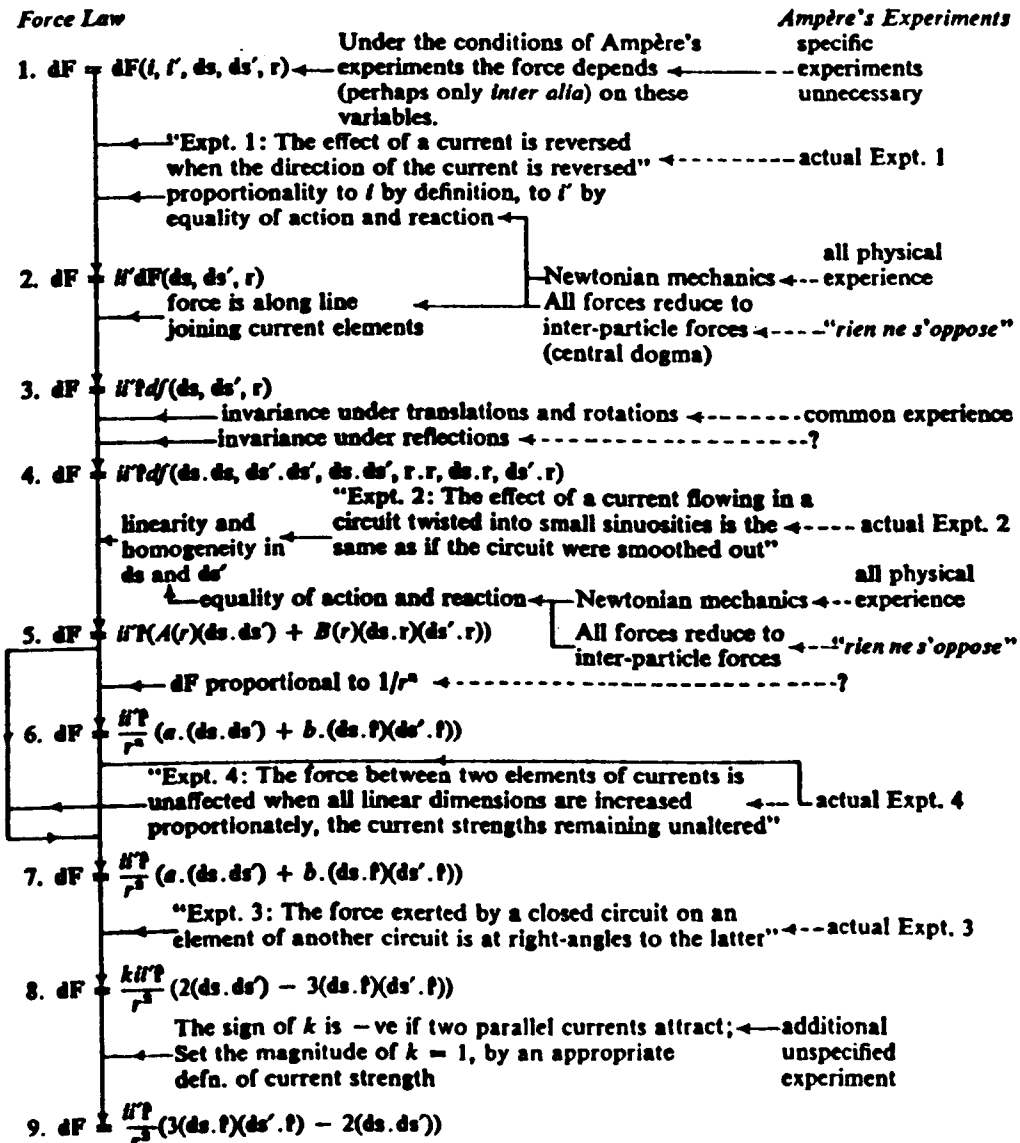 Force Law
Ampère's Experiments
1. dF = dF(i, i′, ds, ds′, r)
Under the conditions of Ampère's
experiments the force depends
(perhaps only inter alia) on these
variables.
specific
experiments
unnecessary
"Expt. 1: The effect of a current is reversed
when the direction of the current is reversed"
actual Expt. 1
proportionality to i by definition, to i′ by
equality of action and reaction
2. dF = ii′dF(ds, ds′, r)
Newtonian mechanics
all physical
experience
force is along line
joining current elements
All forces reduce to
inter-particle forces
(central dogma)
"rien ne s'oppose"
3. dF = ii′r̂df(ds, ds′, r)
invariance under translations and rotations
common experience
invariance under reflections
?
4. dF = ii′r̂df(ds.ds, ds′.ds′, ds.ds′, r.r, ds.r, ds′.r)
linearity and
homogeneity in
ds and ds′
"Expt. 2: The effect of a current flowing in a
circuit twisted into small sinuosities is the
same as if the circuit were smoothed out"
actual Expt. 2
equality of action and reaction
Newtonian mechanics
all physical
experience
All forces reduce to
inter-particle forces
"rien ne s'oppose"
5. dF = ii′r̂(A(r)(ds.ds′) + B(r)(ds.r)(ds′.r))
dF proportional to 1/rⁿ
?
6. dF = ii′r̂/rⁿ (a.(ds.ds′) + b.(ds.r̂)(ds′.r̂))
"Expt. 4: The force between two elements of currents is
unaffected when all linear dimensions are increased
proportionately, the current strengths remaining unaltered"
actual Expt. 4
7. dF = ii′r̂/r² (a.(ds.ds′) + b.(ds.r̂)(ds′.r̂))
"Expt. 3: The force exerted by a closed circuit on an
element of another circuit is at right-angles to the latter"
actual Expt. 3
8. dF = kii′r̂/r² (2(ds.ds′) − 3(ds.r̂)(ds′.r̂))
The sign of k is −ve if two parallel currents attract;
Set the magnitude of k = 1, by an appropriate
defn. of current strength
additional
unspecified
experiment
9. dF = ii′r̂/r² (3(ds.r̂)(ds′.r̂) − 2(ds.ds′))